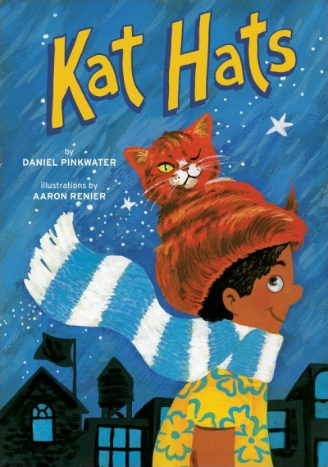 Kat Hats
by
DANIEL PINKWATER
illustrations by
AARON RENIER